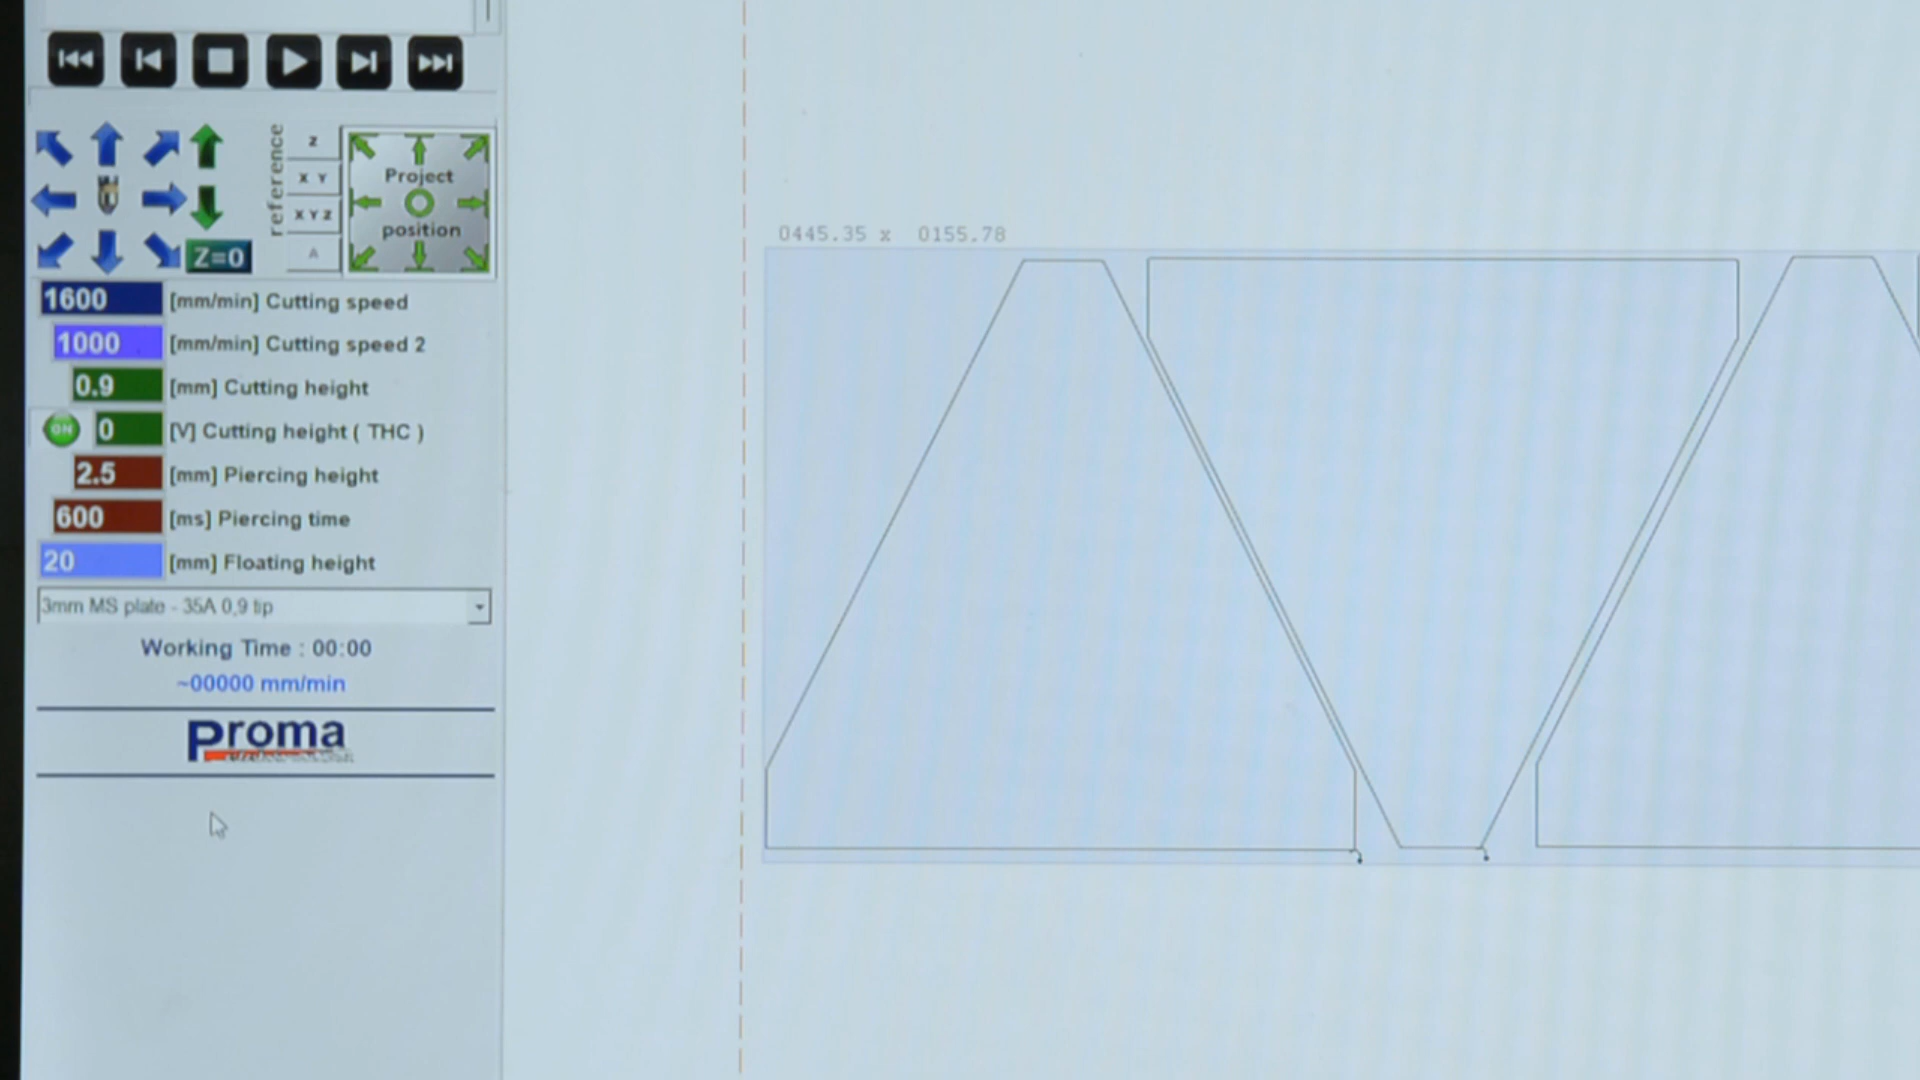 reference
Z
X Y
X Y Z
A
Project
position
Z=0
0445.35 x 0155.78
1600 [mm/min] Cutting speed
1000 [mm/min] Cutting speed 2
0.9 [mm] Cutting height
ON 0 [V] Cutting height ( THC )
2.5 [mm] Piercing height
600 [ms] Piercing time
20 [mm] Floating height
3mm MS plate - 35A 0,9 tip
Working Time : 00:00
~00000 mm/min
Proma